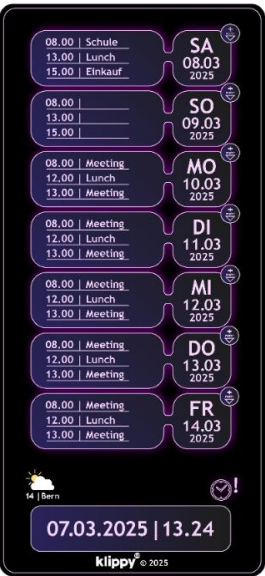 08.00 | Schule
13.00 | Lunch
15.00 | Einkauf
SA
08.03
2025
08.00 |
13.00 |
15.00 |
SO
09.03
2025
08.00 | Meeting
12.00 | Lunch
13.00 | Meeting
MO
10.03
2025
08.00 | Meeting
12.00 | Lunch
13.00 | Meeting
DI
11.03
2025
08.00 | Meeting
12.00 | Lunch
13.00 | Meeting
MI
12.03
2025
08.00 | Meeting
12.00 | Lunch
13.00 | Meeting
DO
13.03
2025
08.00 | Meeting
12.00 | Lunch
13.00 | Meeting
FR
14.03
2025
14 | Bern
!
07.03.2025 | 13.24
klippy © 2025